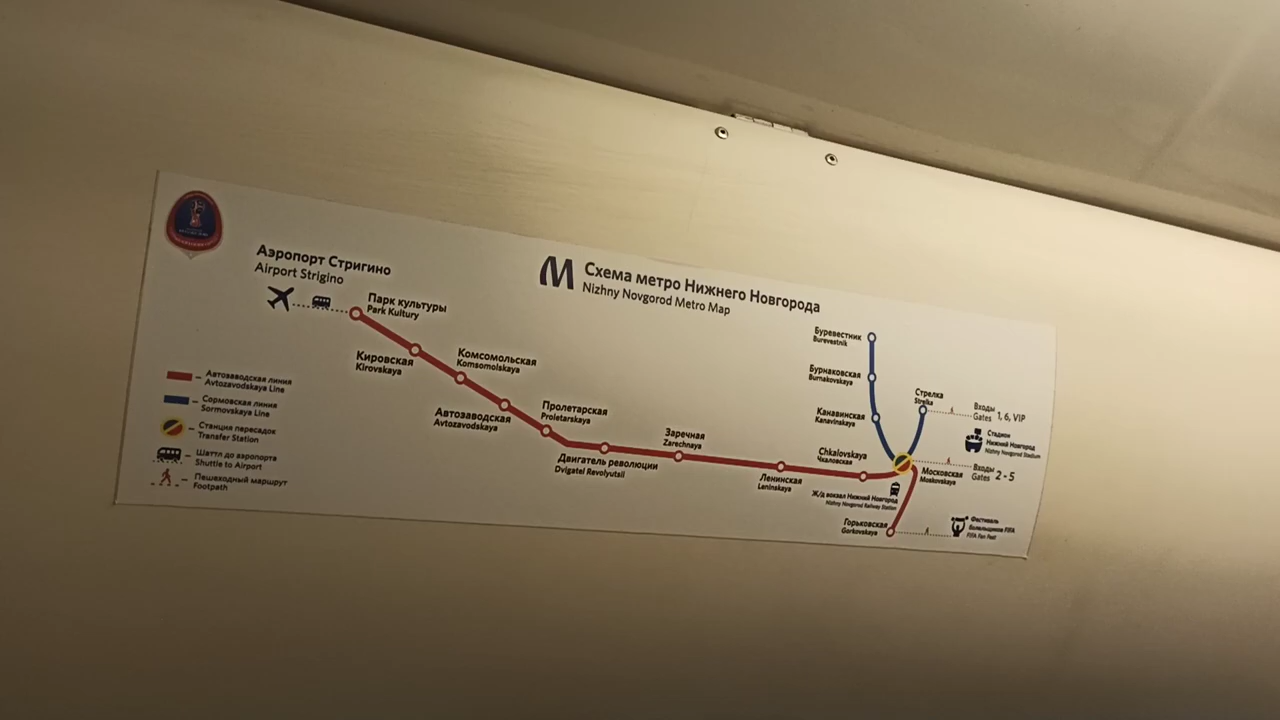 Аэропорт Стригино
Airport Strigino
Схема метро Нижнего Новгорода
Nizhny Novgorod Metro Map
Парк культуры
Park Kultury
Кировская
Kirovskaya
Комсомольская
Komsomolskaya
Автозаводская
Avtozavodskaya
Пролетарская
Proletarskaya
Двигатель революции
Dvigatel Revolyutsii
Заречная
Zarechnaya
Ленинская
Leninskaya
Chkalovskaya
Чкаловская
Буревестник
Burevestnik
Бурнаковская
Burnakovskaya
Канавинская
Kanavinskaya
Стрелка
Strelka
Входы
Gates 1, 6, VIP
Стадион
Нижний Новгород
Nizhny Novgorod Stadium
Московская
Moskovskaya
Входы
Gates 2 - 5
Ж/д вокзал Нижний Новгород
Nizhny Novgorod Railway Station
Горьковская
Gorkovskaya
Фестиваль
болельщиков FIFA
FIFA Fan Fest
Автозаводская линия
Avtozavodskaya Line
Сормовская линия
Sormovskaya Line
Станция пересадок
Transfer Station
Шаттл до аэропорта
Shuttle to Airport
Пешеходный маршрут
Footpath